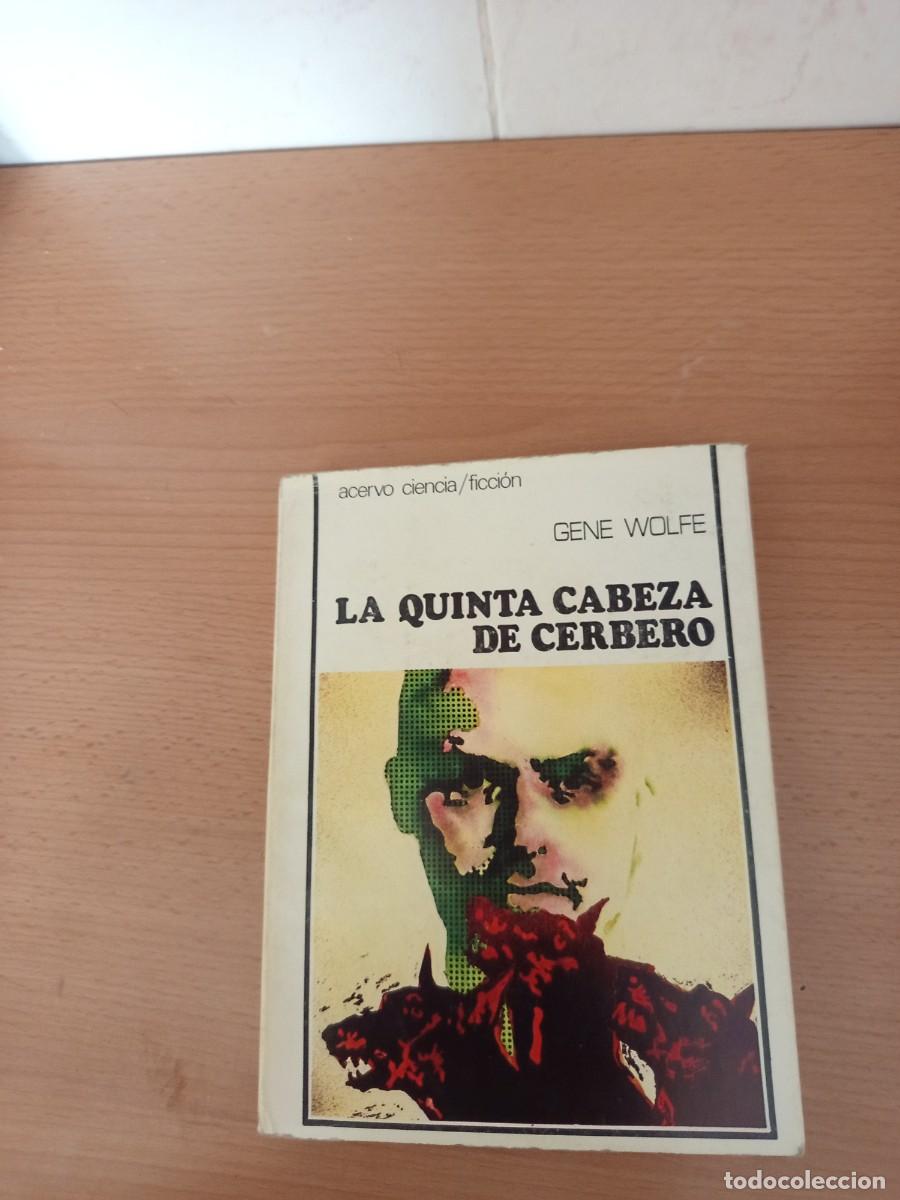 acervo ciencia/ficción
GENE WOLFE
LA QUINTA CABEZA
DE CERBERO
todocoleccion